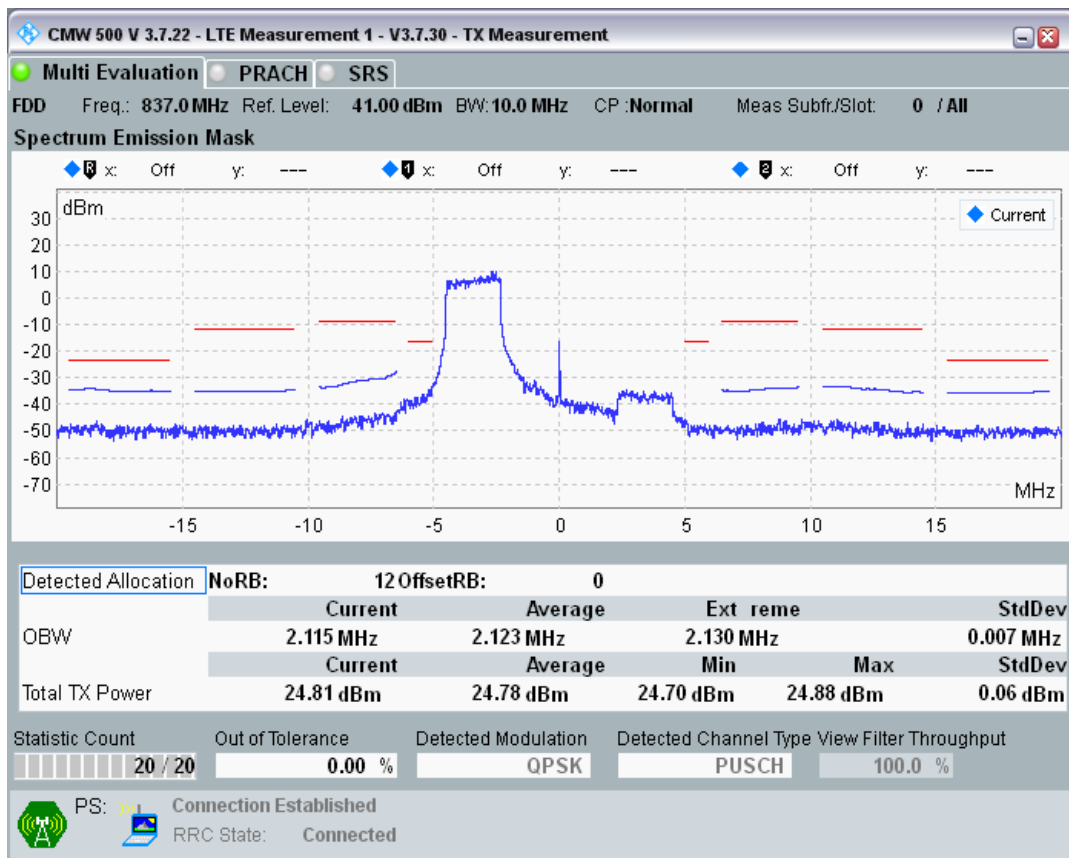 CMW 500 V 3.7.22 - LTE Measurement 1 - V3.7.30 - TX Measurement
Multi Evaluation PRACH SRS
FDD Freq.: 837.0 MHz Ref. Level: 41.00 dBm BW: 10.0 MHz CP :Normal Meas Subfr./Slot: 0 / All
Spectrum Emission Mask
R x: Off y: --- 1 x: Off y: --- 2 x: Off y: ---
dBm
Current
30
20
10
0
-10
-20
-30
-40
-50
-60
-70
MHz
-15 -10 -5 0 5 10 15
Detected Allocation NoRB: 12 OffsetRB: 0
Current Average Ext reme StdDev
OBW 2.115 MHz 2.123 MHz 2.130 MHz 0.007 MHz
Current Average Min Max StdDev
Total TX Power 24.81 dBm 24.78 dBm 24.70 dBm 24.88 dBm 0.06 dBm
Statistic Count Out of Tolerance Detected Modulation Detected Channel Type View Filter Throughput
20 / 20 0.00 % QPSK PUSCH 100.0 %
PS: Connection Established
RRC State: Connected